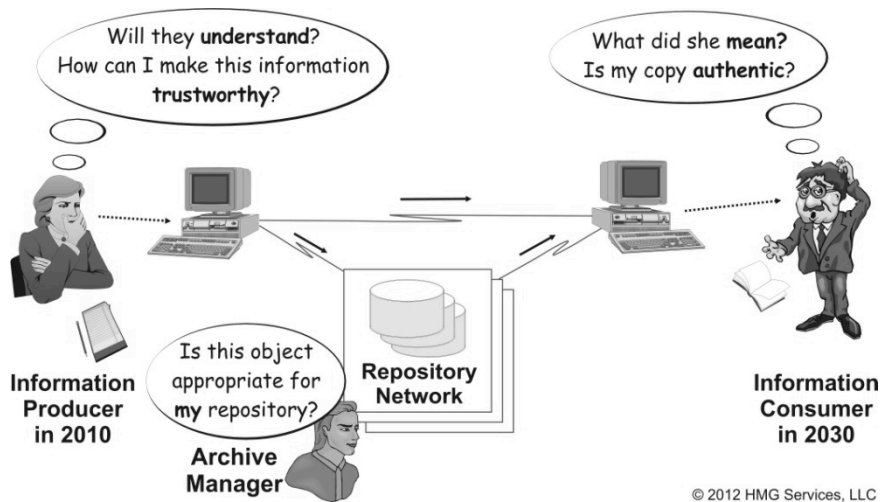 Will they understand?
How can I make this information
trustworthy?
What did she mean?
Is my copy authentic?
Is this object
appropriate for
my repository?
Repository
Network
Information
Producer
in 2010
Archive
Manager
Information
Consumer
in 2030
© 2012 HMG Services, LLC